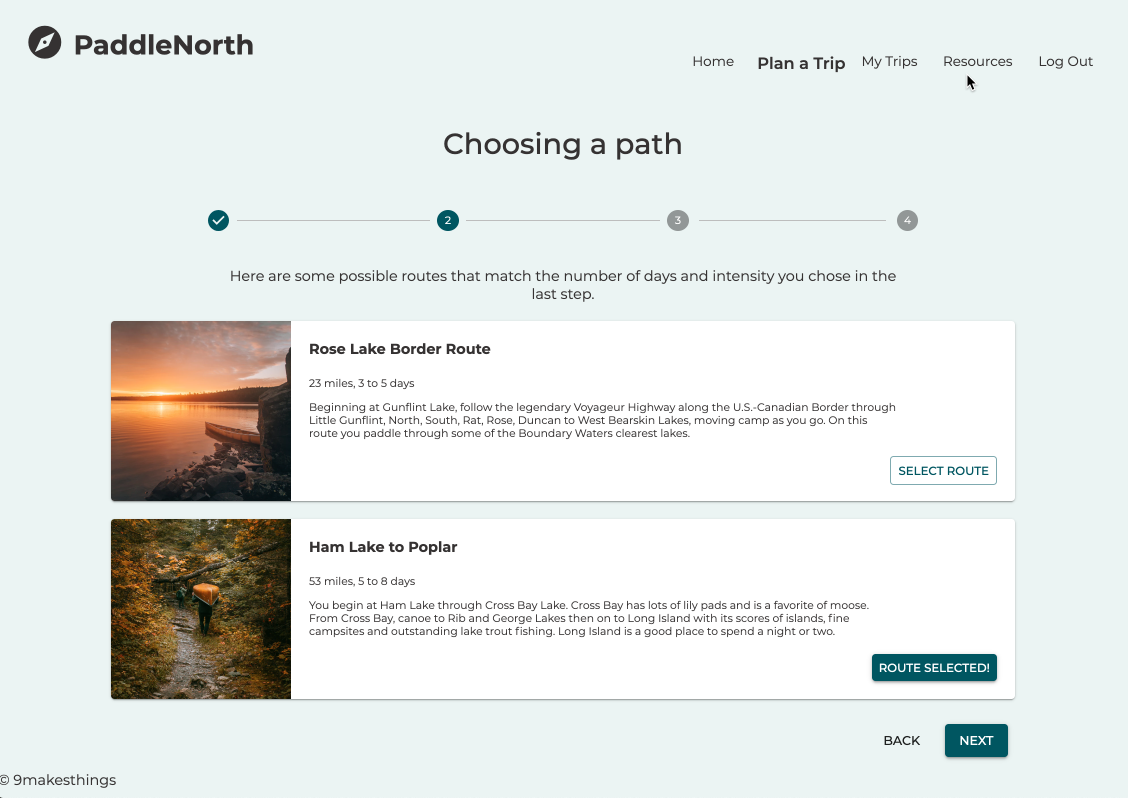 PaddleNorth
Home Plan a Trip My Trips Resources Log Out
Choosing a path
2 3 4
Here are some possible routes that match the number of days and intensity you chose in the
last step.
Rose Lake Border Route
23 miles, 3 to 5 days
Beginning at Gunflint Lake, follow the legendary Voyageur Highway along the U.S.-Canadian Border through
Little Gunflint, North, South, Rat, Rose, Duncan to West Bearskin Lakes, moving camp as you go. On this
route you paddle through some of the Boundary Waters clearest lakes.
SELECT ROUTE
Ham Lake to Poplar
53 miles, 5 to 8 days
You begin at Ham Lake through Cross Bay Lake. Cross Bay has lots of lily pads and is a favorite of moose.
From Cross Bay, canoe to Rib and George Lakes then on to Long Island with its scores of islands, fine
campsites and outstanding lake trout fishing. Long Island is a good place to spend a night or two.
ROUTE SELECTED!
BACK NEXT
© 9makesthings